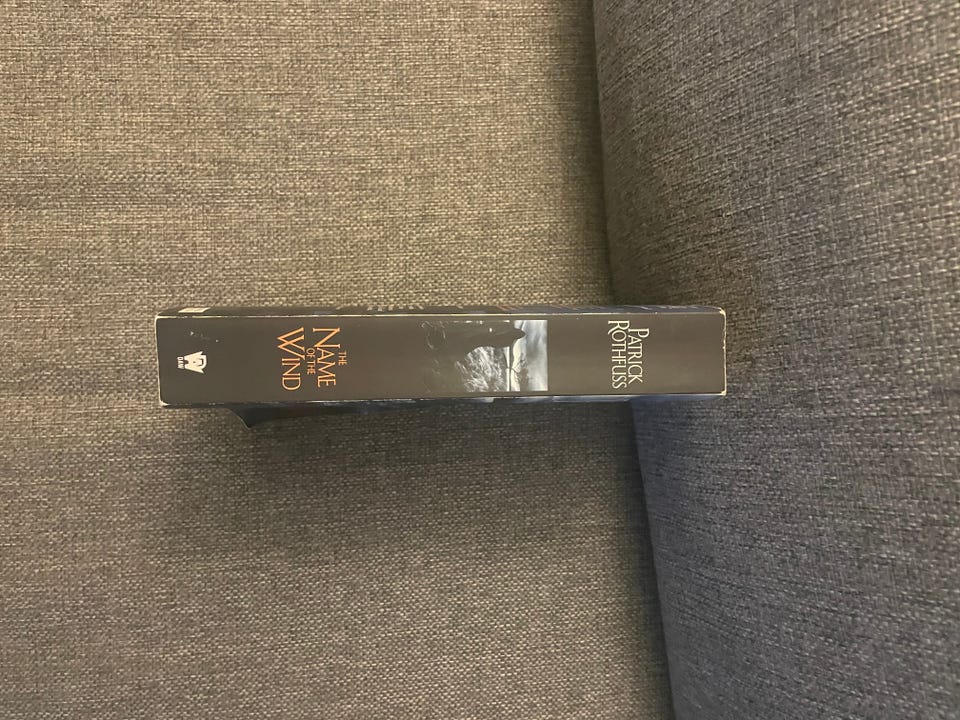 PATRICK
ROTHFUSS
THE
NAME
OF THE
WIND
DAW